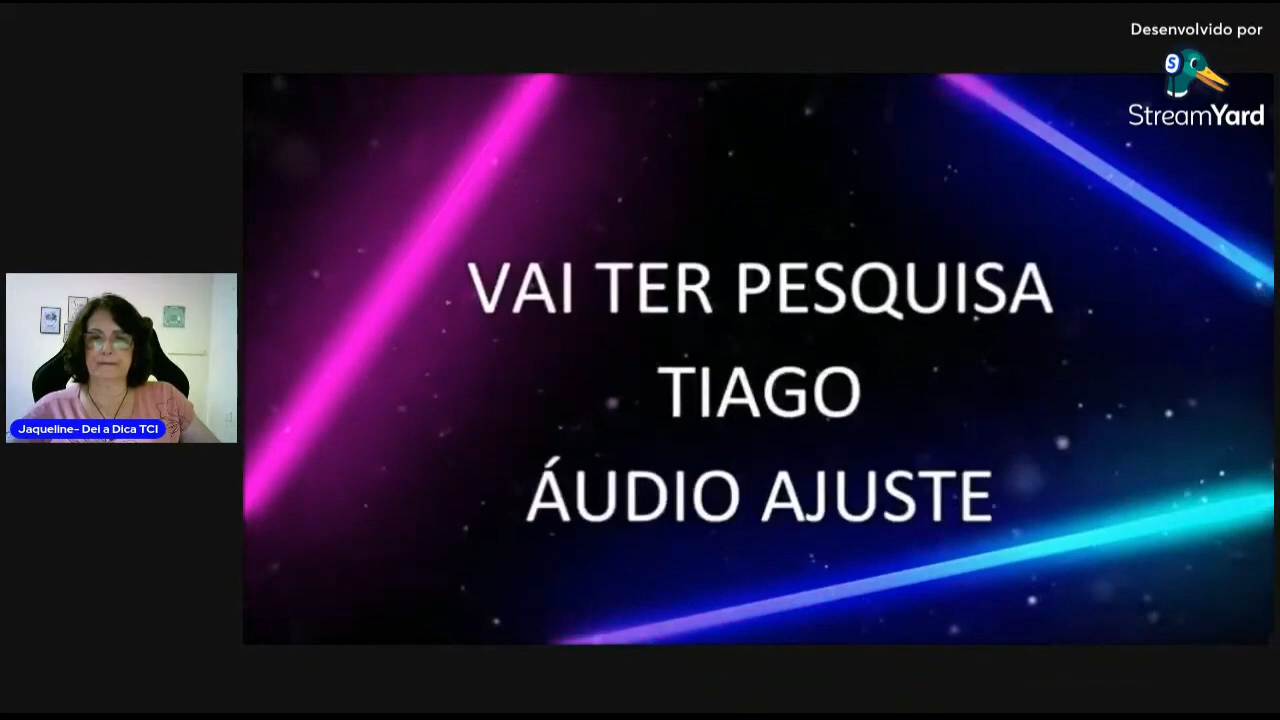 Desenvolvido por
S
StreamYard
VAI TER PESQUISA
TIAGO
ÁUDIO AJUSTE
Jaqueline- Dei a Dica TCI